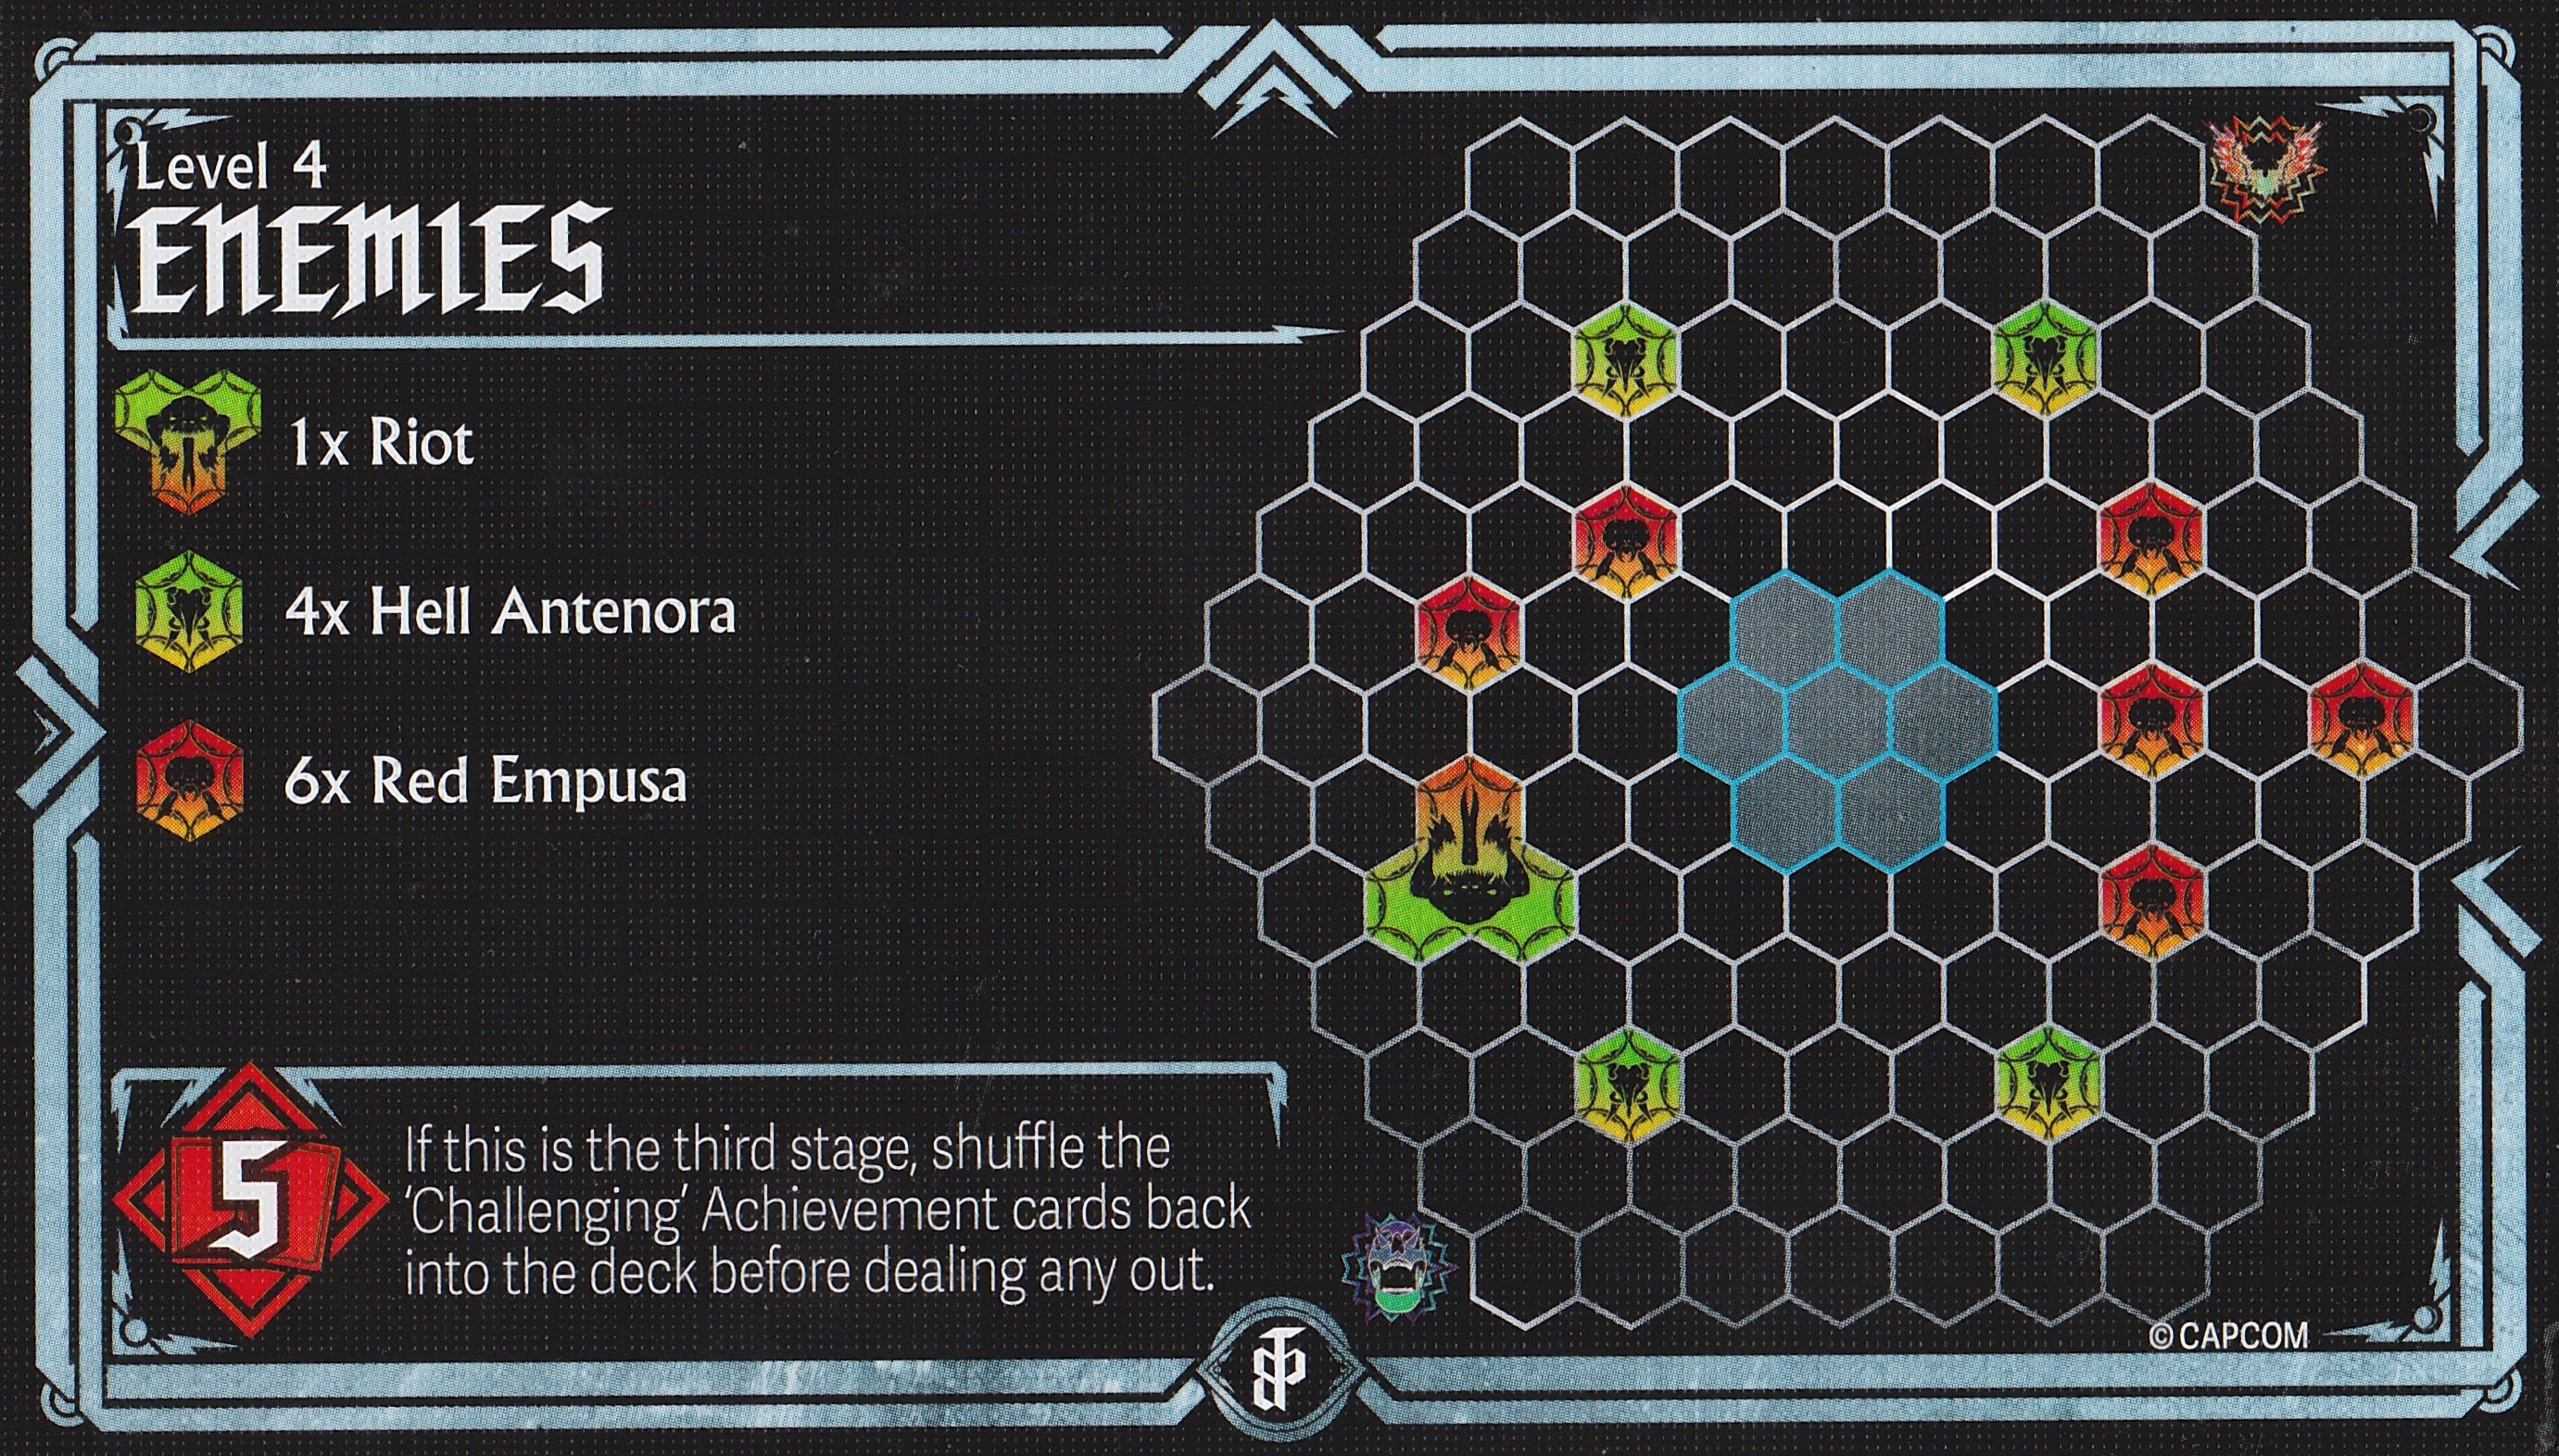 Level 4
ENEMIES
1x Riot
4x Hell Antenora
6x Red Empusa
5
If this is the third stage, shuffle the
‘Challenging’ Achievement cards back
into the deck before dealing any out.
© CAPCOM